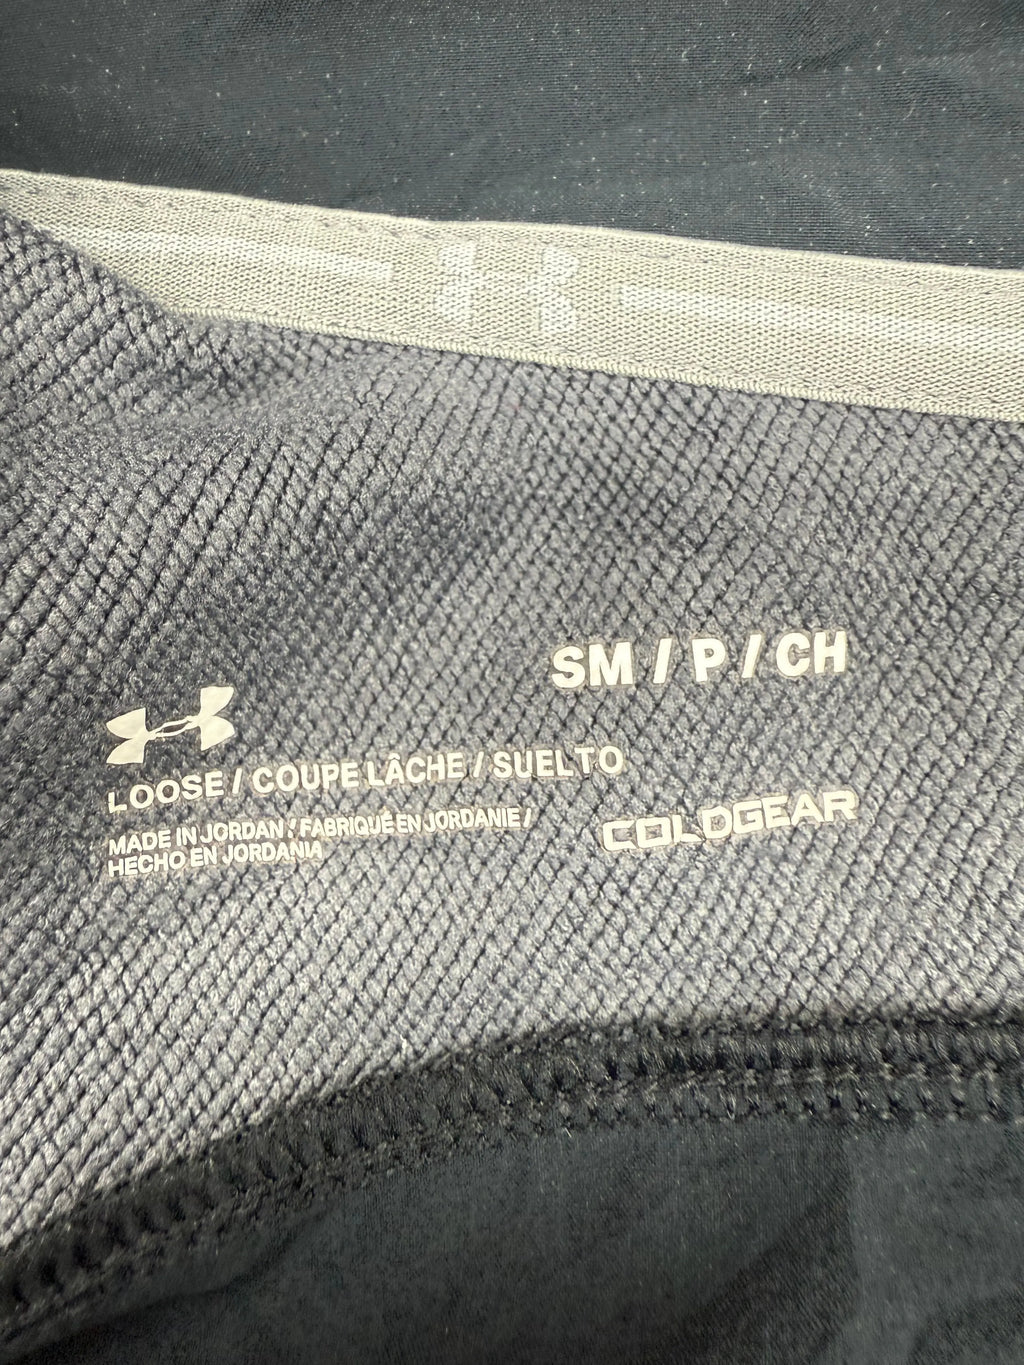 SM / P / CH
LOOSE / COUPE LÂCHE / SUELTO
MADE IN JORDAN / FABRIQUÉ EN JORDANIE /
HECHO EN JORDANIA
COLDGEAR